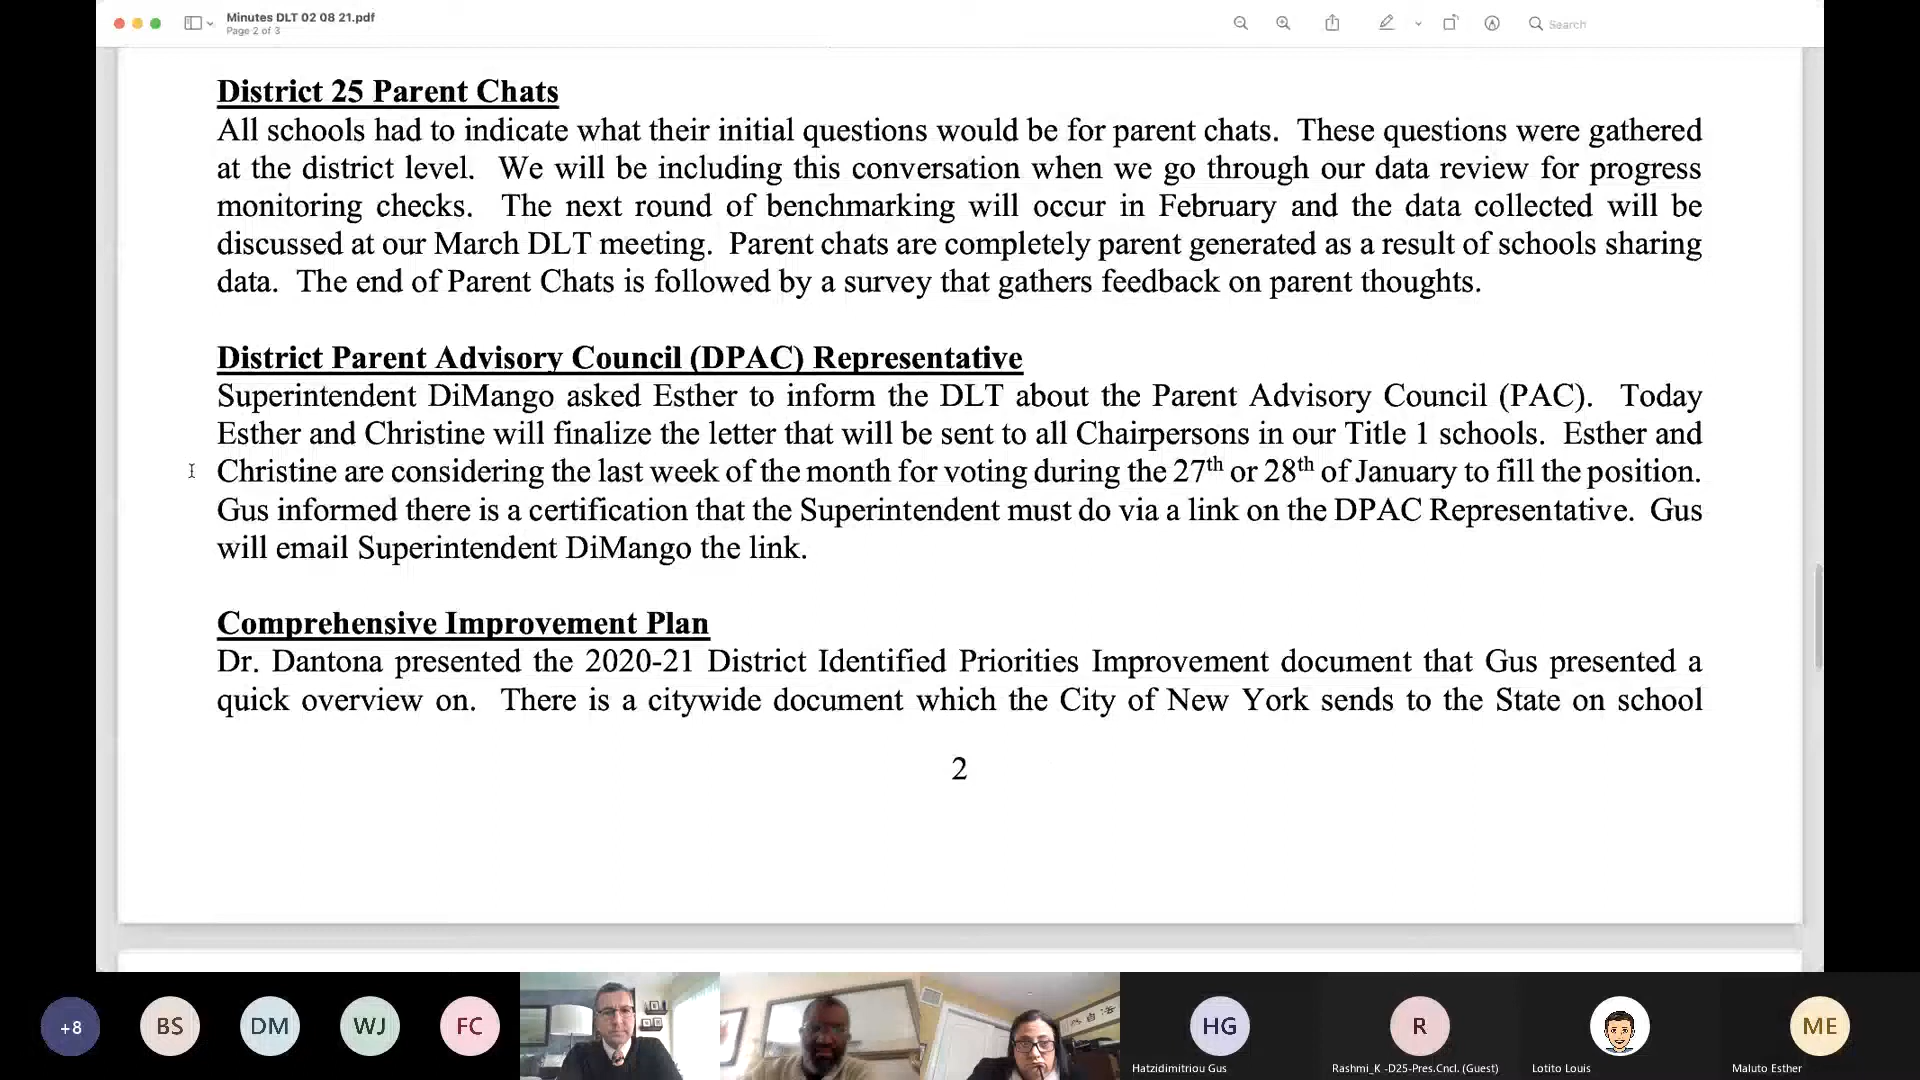 Minutes DLT 02 08 21.pdf
Page 2 of 3
Search
District 25 Parent Chats
All schools had to indicate what their initial questions would be for parent chats. These questions were gathered
at the district level. We will be including this conversation when we go through our data review for progress
monitoring checks. The next round of benchmarking will occur in February and the data collected will be
discussed at our March DLT meeting. Parent chats are completely parent generated as a result of schools sharing
data. The end of Parent Chats is followed by a survey that gathers feedback on parent thoughts.
District Parent Advisory Council (DPAC) Representative
Superintendent DiMango asked Esther to inform the DLT about the Parent Advisory Council (PAC). Today
Esther and Christine will finalize the letter that will be sent to all Chairpersons in our Title 1 schools. Esther and
Christine are considering the last week of the month for voting during the 27th or 28th of January to fill the position.
Gus informed there is a certification that the Superintendent must do via a link on the DPAC Representative. Gus
will email Superintendent DiMango the link.
Comprehensive Improvement Plan
Dr. Dantona presented the 2020-21 District Identified Priorities Improvement document that Gus presented a
quick overview on. There is a citywide document which the City of New York sends to the State on school
2
+8
BS
DM
WJ
FC
HG
R
ME
Hatzidimitriou Gus
Rashmi_K -D25-Pres.Cncl. (Guest)
Lotito Louis
Maluto Esther